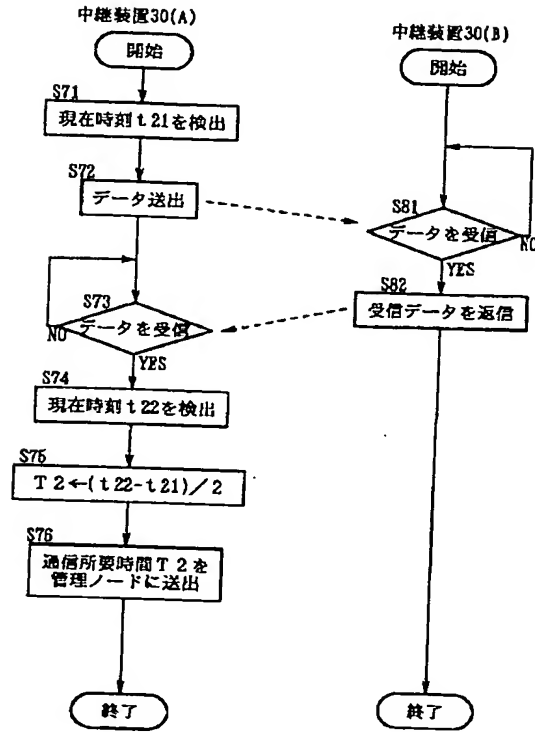 中継装置30(A)
開始
S71
現在時刻t21を検出
S72
データ送出
S73
データを受信
NO
YES
S74
現在時刻t22を検出
S75
T2←(t22-t21)/2
S76
通信所要時間T2を
管理ノードに送出
終了
中継装置30(B)
開始
S81
データを受信
NO
YES
S82
受信データを返信
終了